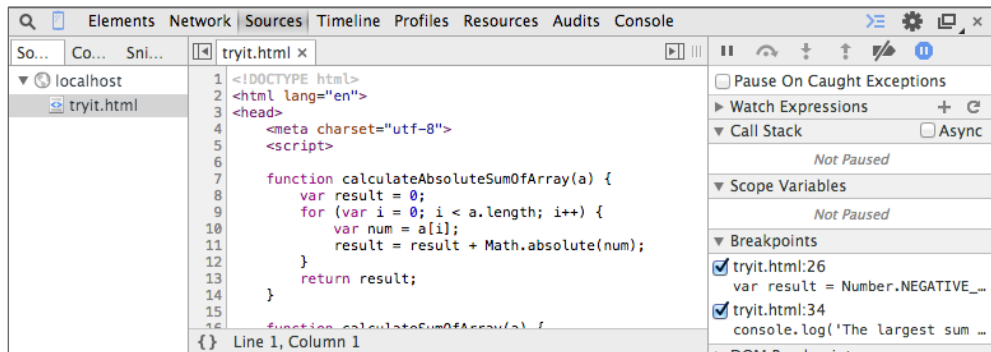 Elements Network Sources Timeline Profiles Resources Audits Console
So... Co... Sni...
localhost
tryit.html
tryit.html ×
1 <!DOCTYPE html>
2 <html lang="en">
3 <head>
4 <meta charset="utf-8">
5 <script>
6
7 function calculateAbsoluteSumOfArray(a) {
8 var result = 0;
9 for (var i = 0; i < a.length; i++) {
10 var num = a[i];
11 result = result + Math.absolute(num);
12 }
13 return result;
14 }
15
16 function calculateSumOfArray(a) {
{} Line 1, Column 1
Pause On Caught Exceptions
Watch Expressions
Call Stack Async
Not Paused
Scope Variables
Not Paused
Breakpoints
tryit.html:26
var result = Number.NEGATIVE_...
tryit.html:34
console.log('The largest sum ...